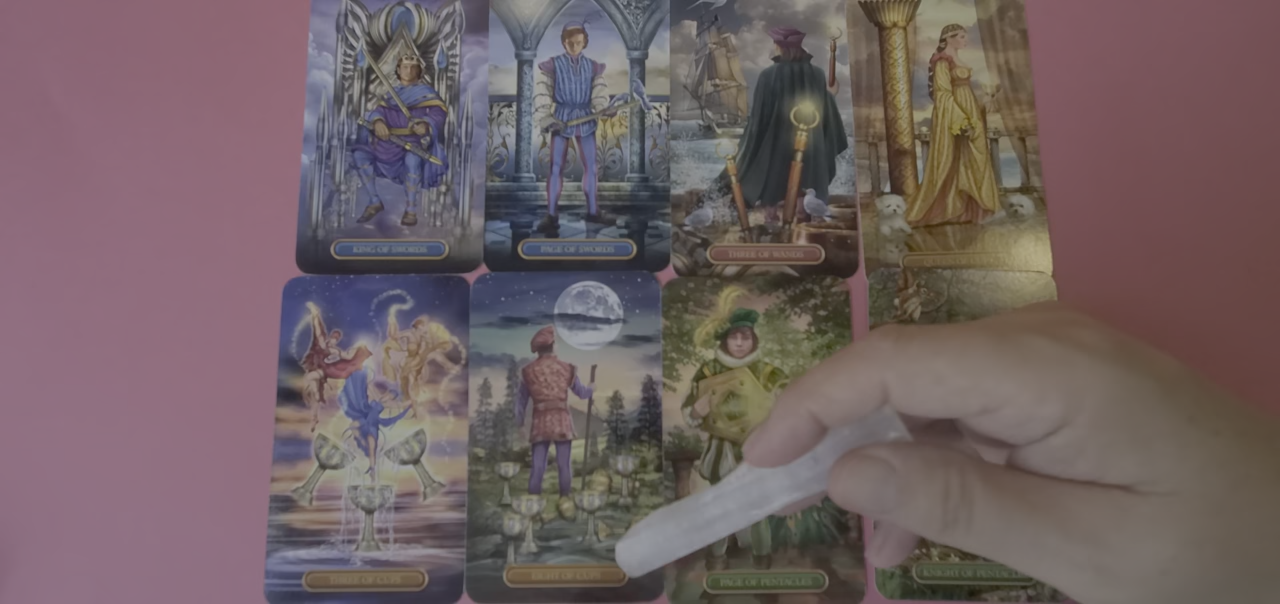 KING OF SWORDS
PAGE OF SWORDS
THREE OF WANDS
THREE OF CUPS
EIGHT OF CUPS
PAGE OF PENTACLES
KNIGHT OF PENTACLES